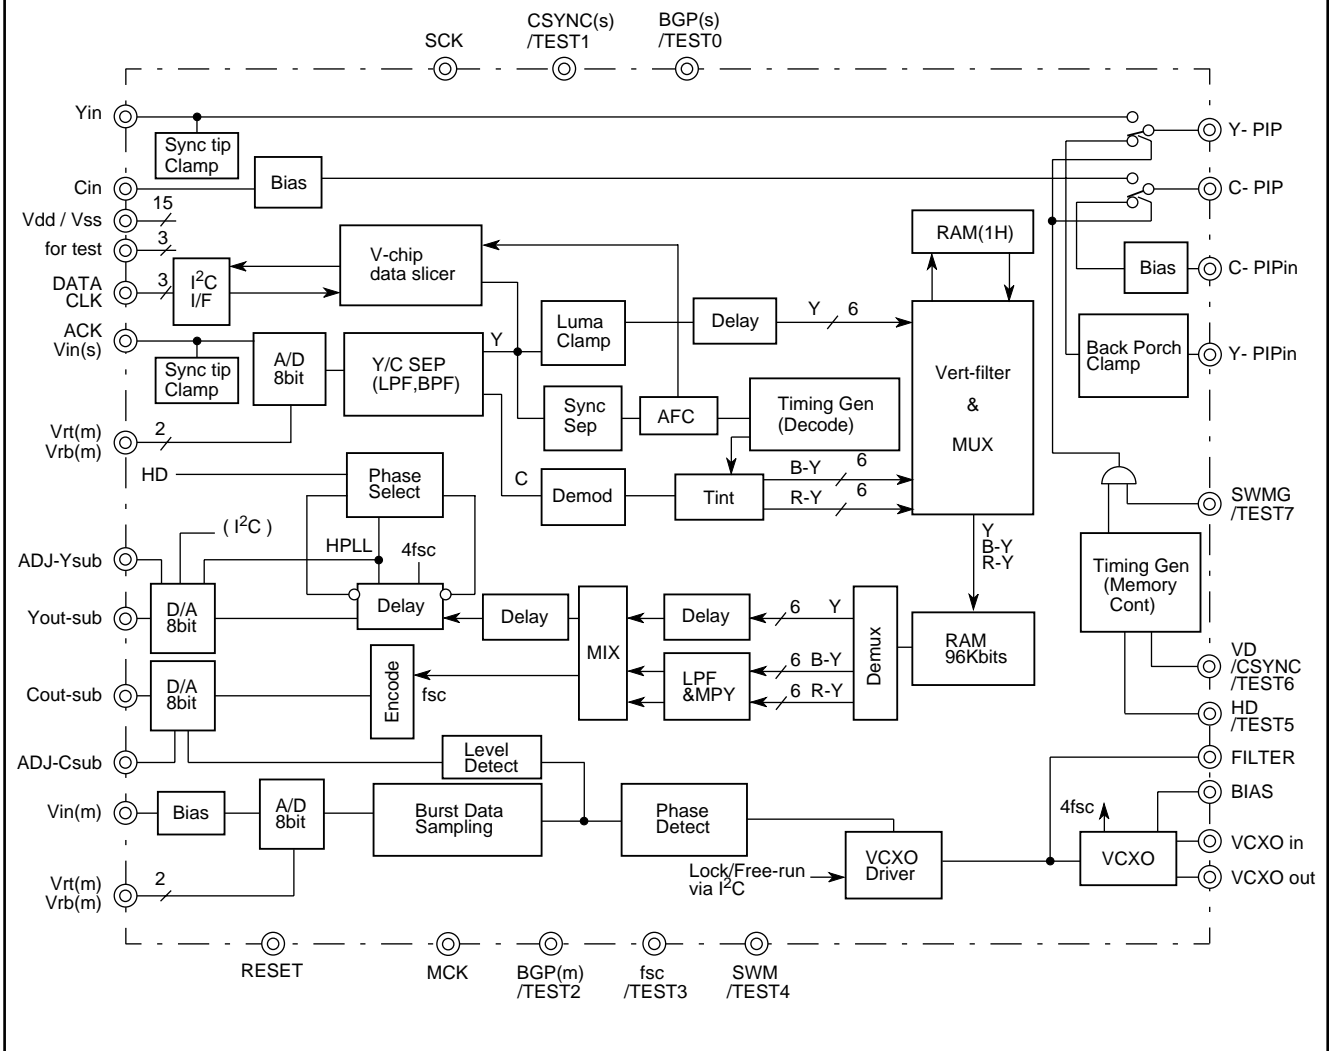 CSYNC(s)
/TEST1
BGP(s)
/TEST0
SCK
Yin
Sync tip
Clamp
Y- PIP
Cin
Bias
C- PIP
Vdd / Vss
15
for test
3
DATA
CLK
3
I²C
I/F
V-chip
data slicer
RAM(1H)
Bias
C- PIPin
ACK
Vin(s)
Sync tip
Clamp
A/D
8bit
Y/C SEP
(LPF,BPF)
Y
Luma
Clamp
Delay
Y
6
Vert-filter
&
MUX
Back Porch
Clamp
Y- PIPin
Sync
Sep
AFC
Timing Gen
(Decode)
Vrt(m)
Vrb(m)
2
HD
Phase
Select
C
Demod
Tint
B-Y
6
R-Y
6
SWMG
/TEST7
( I²C )
HPLL
4fsc
Y
B-Y
R-Y
Timing Gen
(Memory
Cont)
ADJ-Ysub
Yout-sub
D/A
8bit
Delay
Delay
MIX
Delay
6
Y
Demux
RAM
96Kbits
LPF
&MPY
6
B-Y
6
R-Y
VD
/CSYNC
/TEST6
Cout-sub
D/A
8bit
Encode
fsc
HD
/TEST5
ADJ-Csub
Level
Detect
FILTER
Vin(m)
Bias
A/D
8bit
Burst Data
Sampling
Phase
Detect
BIAS
4fsc
VCXO
Driver
VCXO
VCXO in
Lock/Free-run
via I²C
VCXO out
Vrt(m)
Vrb(m)
2
RESET
MCK
BGP(m)
/TEST2
fsc
/TEST3
SWM
/TEST4